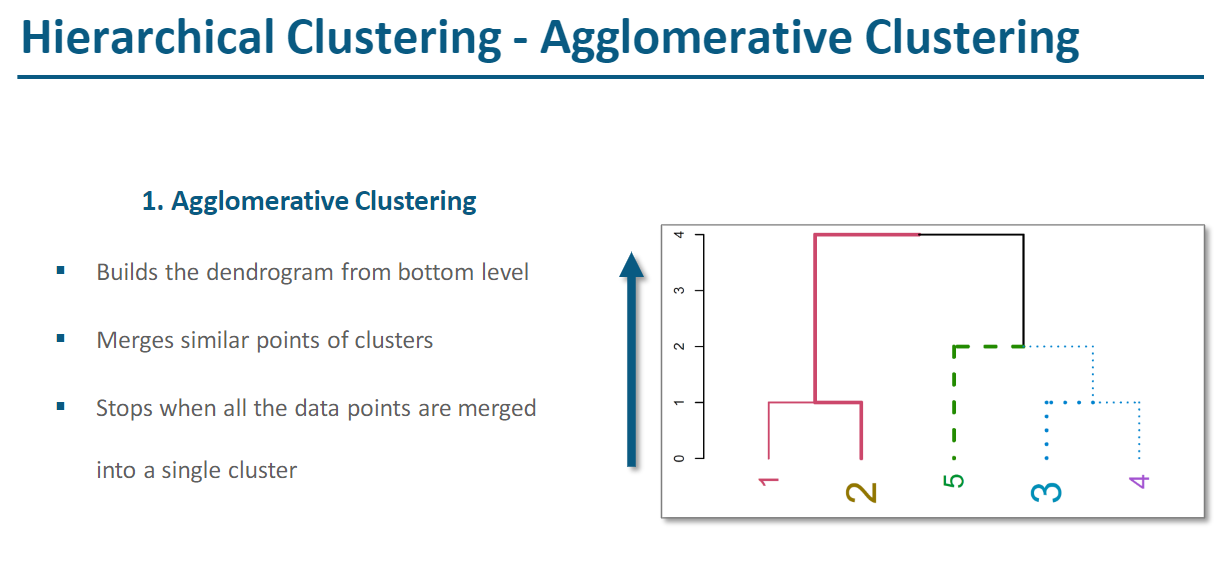 Hierarchical Clustering - Agglomerative Clustering
1. Agglomerative Clustering
▪ Builds the dendrogram from bottom level
▪ Merges similar points of clusters
▪ Stops when all the data points are merged
into a single cluster
4
3
2
1
0
1 2 5 3 4